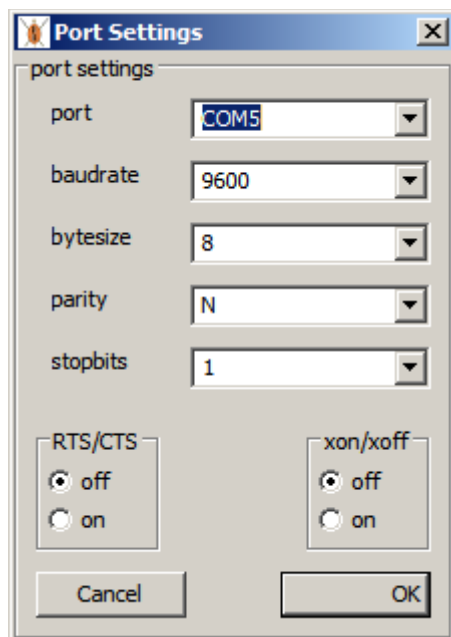 Port Settings
port settings
port COM5
baudrate 9600
bytesize 8
parity N
stopbits 1
RTS/CTS xon/xoff
off off
on on
Cancel OK